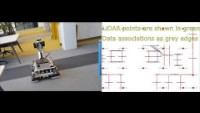 LiDAR points are shown in green
Data associations as grey edges